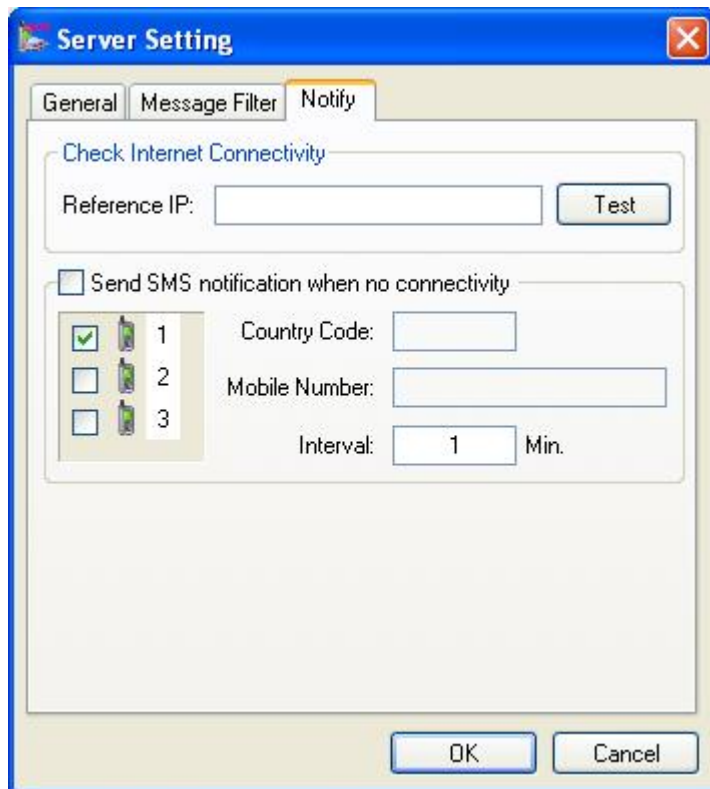 Server Setting
General Message Filter Notify
Check Internet Connectivity
Reference IP: Test
Send SMS notification when no connectivity
1 Country Code:
2 Mobile Number:
3
Interval: 1 Min.
OK Cancel